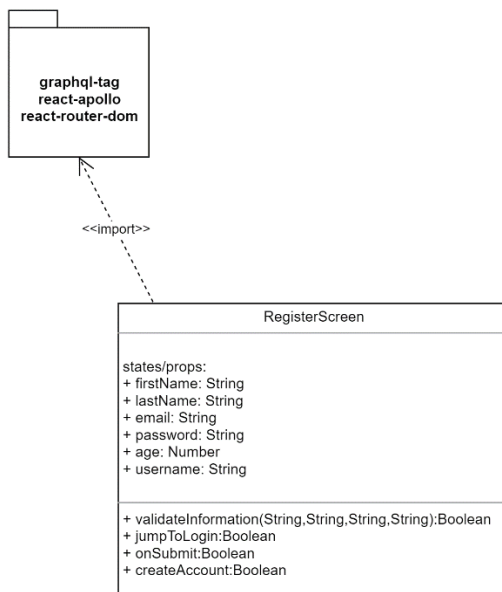 graphql-tag
react-apollo
react-router-dom
<<import>>
RegisterScreen
states/props:
+ firstName: String
+ lastName: String
+ email: String
+ password: String
+ age: Number
+ username: String
+ validateInformation(String,String,String,String):Boolean
+ jumpToLogin:Boolean
+ onSubmit:Boolean
+ createAccount:Boolean